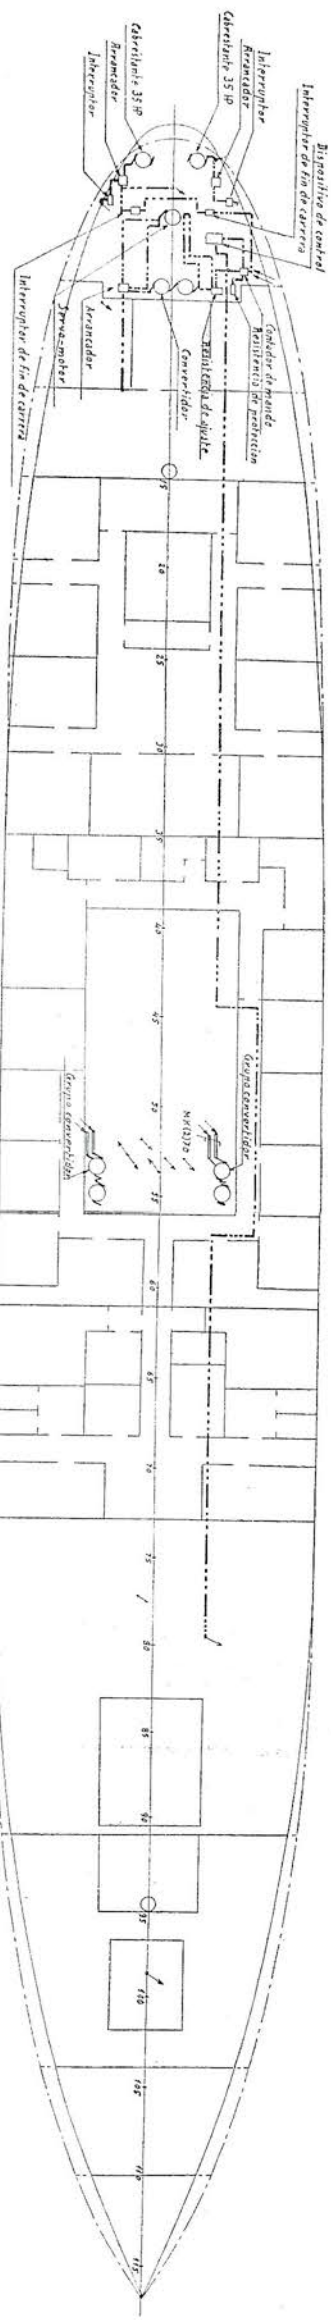 Dispositivo de control
Interruptor de fin de carrera
Interruptor
Arrancador
Cabrestante 35 HP
Cabrestante 35 HP
Arrancador
Interruptor
Contador de mando
Resistencia de protección
Resistencia de ajuste
Convertidor
Arrancador
Servo-motor
Interruptor de fin de carrera
15
20
25
30
35
40
45
50
55
60
65
70
75
80
85
90
95
100
105
110
115
Grupo convertidor
MK(2)70
Grupo convertidor